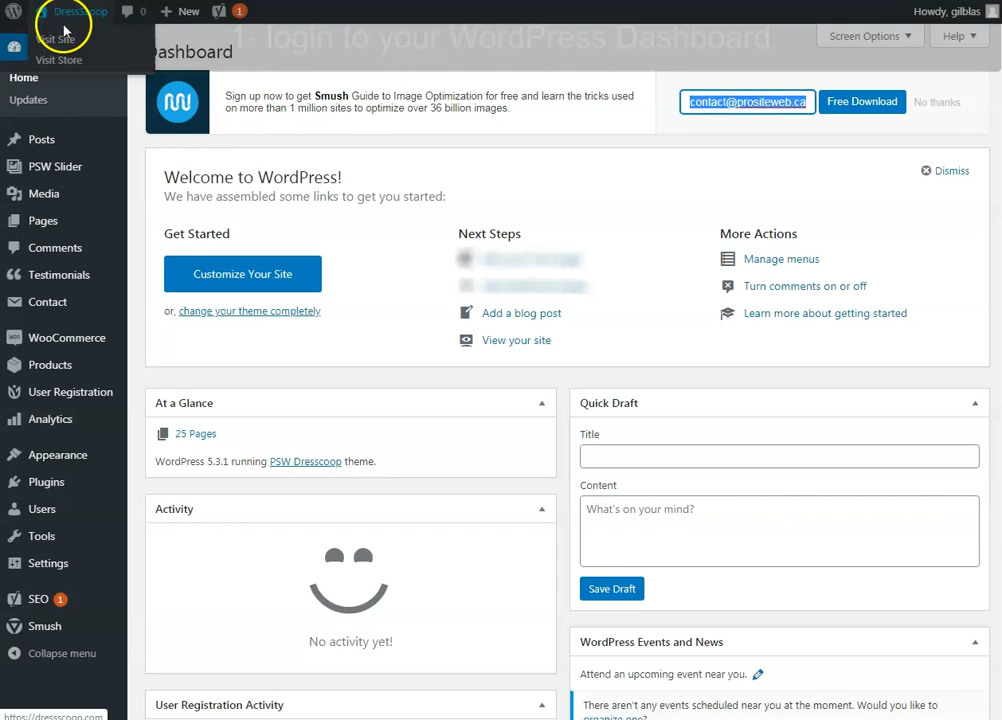 DressScoop
0
New
1
Howdy, gilblas
1- login to your WordPress Dashboard
Visit Site
Visit Store
Dashboard
Screen Options
Help
Home
Updates
Posts
PSW Slider
Media
Pages
Comments
Testimonials
Contact
WooCommerce
Products
User Registration
Analytics
Appearance
Plugins
Users
Tools
Settings
SEO 1
Smush
Collapse menu
https://dressscoop.com
Sign up now to get Smush Guide to Image Optimization for free and learn the tricks used
on more than 1 million sites to optimize over 36 billion images.
contact@prositeweb.ca
Free Download
No thanks
Welcome to WordPress!
We have assembled some links to get you started:
Dismiss
Get Started
Customize Your Site
or, change your theme completely
Next Steps
Add a blog post
View your site
More Actions
Manage menus
Turn comments on or off
Learn more about getting started
At a Glance
25 Pages
WordPress 5.3.1 running PSW Dresscoop theme.
Activity
No activity yet!
User Registration Activity
Quick Draft
Title
Content
What's on your mind?
Save Draft
WordPress Events and News
Attend an upcoming event near you.
There aren't any events scheduled near you at the moment. Would you like to
organize one?